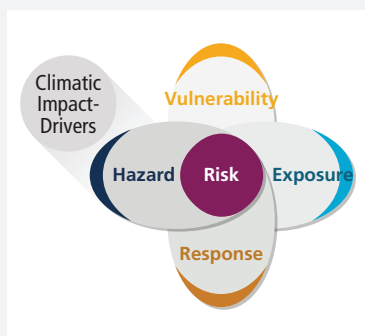 Climatic
Impact-
Drivers
Vulnerability
Hazard
Risk
Exposure
Response